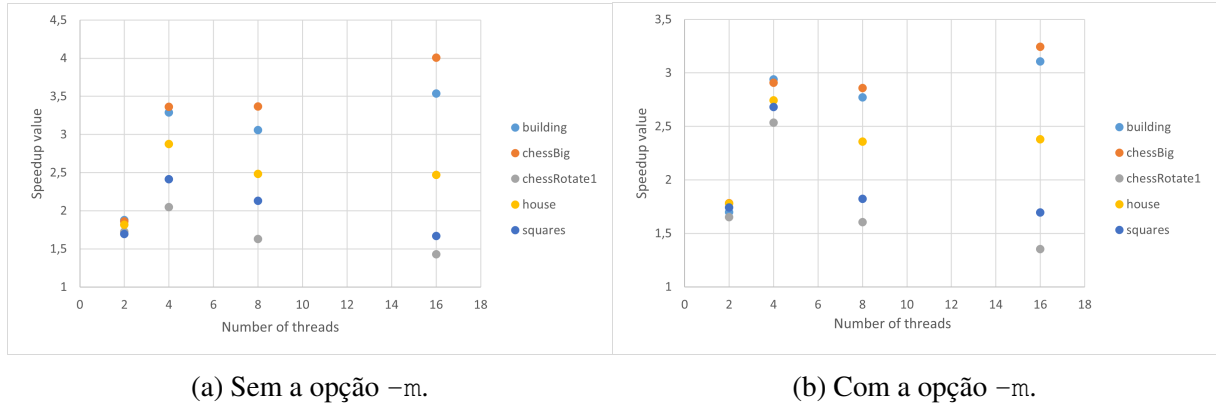 4,5
4
3,5
3
2,5
2
1,5
1
Speedup value
0 2 4 6 8 10 12 14 16 18
Number of threads
building
chessBig
chessRotate1
house
squares
(a) Sem a opção -m.
3,5
3
2,5
2
1,5
1
Speedup value
0 2 4 6 8 10 12 14 16 18
Number of threads
building
chessBig
chessRotate1
house
squares
(b) Com a opção -m.